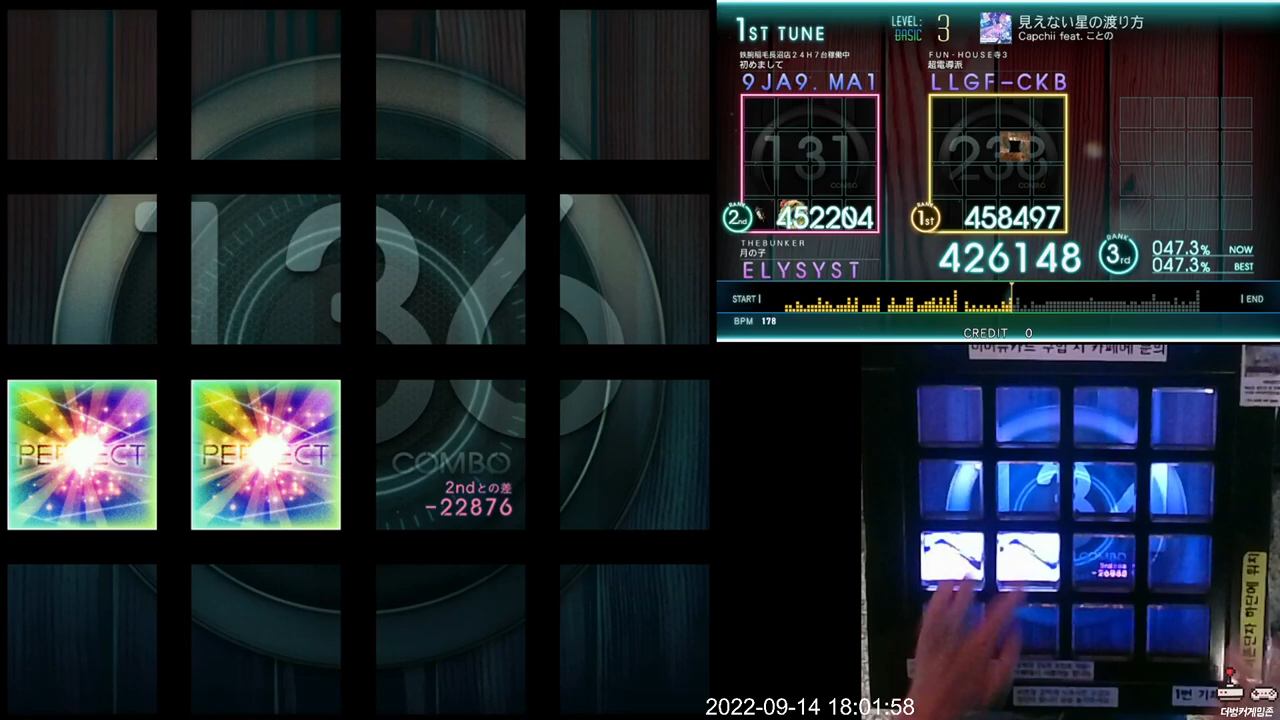 136
PERFECT
PERFECT
COMBO
2ndとの差
-22876
1ST TUNE
LEVEL:
BASIC
3
見えない星の渡り方
Capchii feat. ことの
鉄腕稲毛長沼店24H7台稼働中
初めまして
9JA9. MA1
131
COMBO
RANK
2nd
452204
FUN-HOUSE寺3
超電導派
LLGF-CKB
238
COMBO
RANK
1st
458497
THEBUNKER
月の子
ELYSYST
426148
RANK
3rd
047.3% NOW
047.3% BEST
START
END
BPM 178
CREDIT 0
COMBO
2022-09-14 18:01:58
더벙커게임존